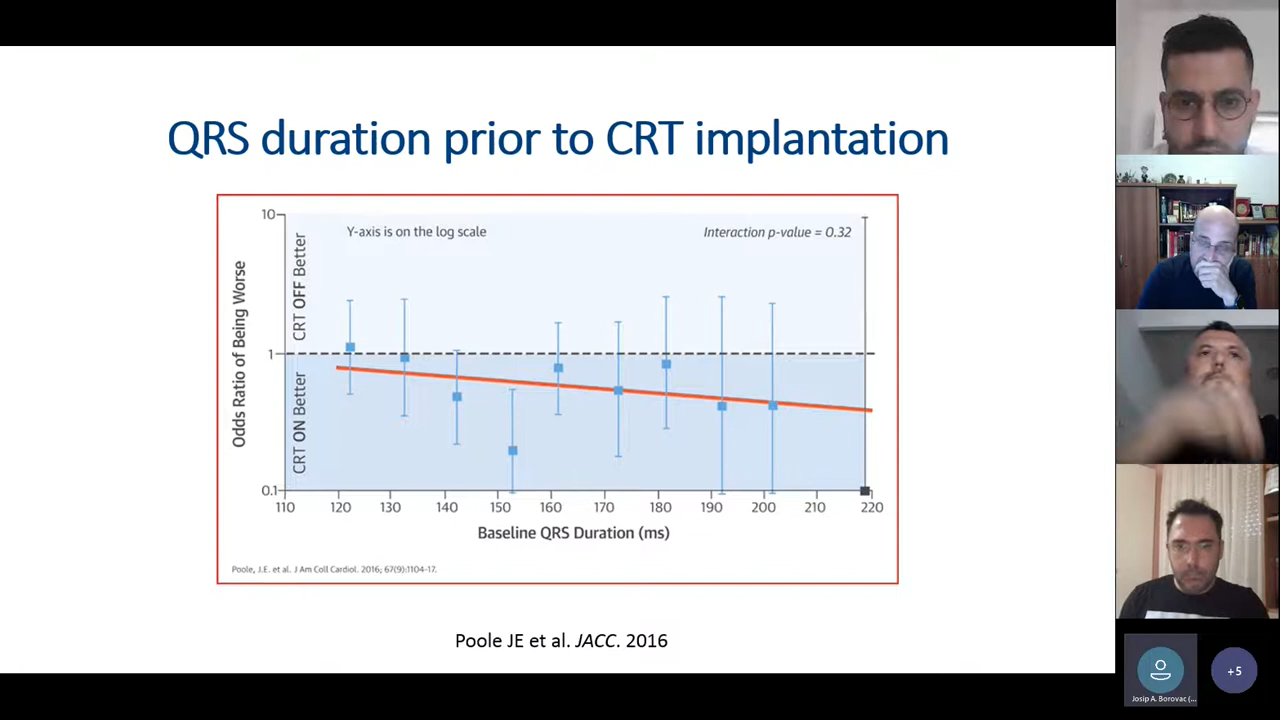 QRS duration prior to CRT implantation
10
Y-axis is on the log scale
Interaction p-value = 0.32
Odds Ratio of Being Worse
CRT OFF Better
1
CRT ON Better
0.1
110 120 130 140 150 160 170 180 190 200 210 220
Baseline QRS Duration (ms)
Poole, J.E. et al. J Am Coll Cardiol. 2016; 67(9):1104-17.
Poole JE et al. JACC. 2016
Josip A. Borovac (...
+5